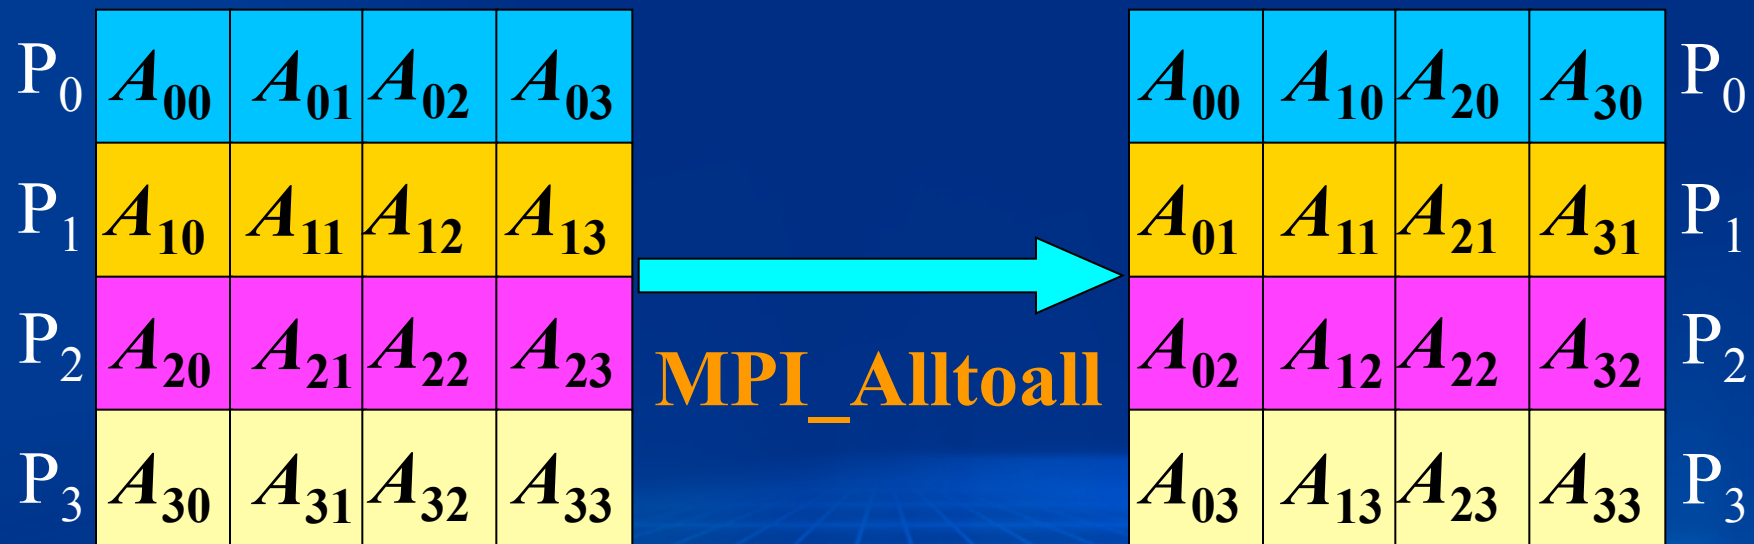 P0 A00 A01 A02 A03 A00 A10 A20 A30 P0
P1 A10 A11 A12 A13 A01 A11 A21 A31 P1
P2 A20 A21 A22 A23 A02 A12 A22 A32 P2
MPI_Alltoall
P3 A30 A31 A32 A33 A03 A13 A23 A33 P3